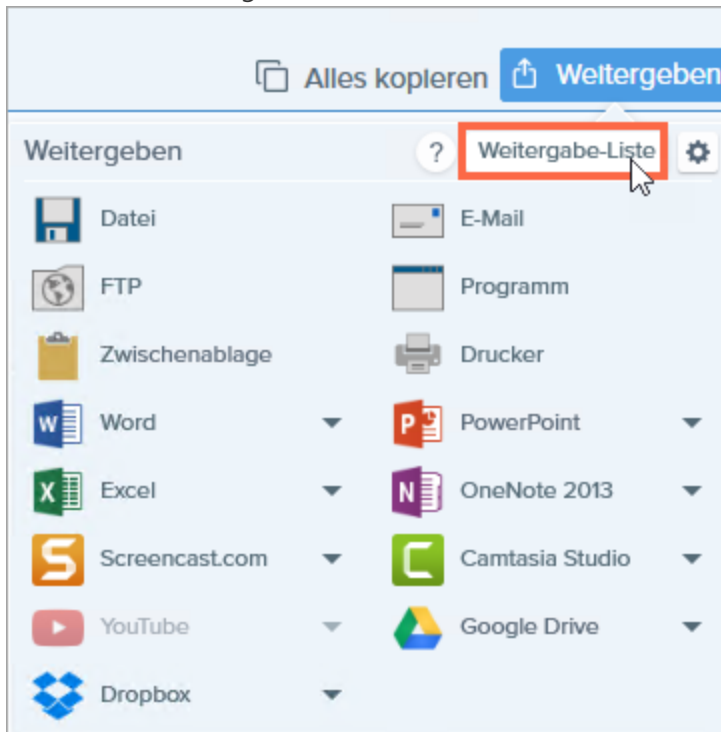 Alles kopieren Weitergeben
Weitergeben ? Weitergabe-Liste
Datei E-Mail
FTP Programm
Zwischenablage Drucker
Word PowerPoint
Excel OneNote 2013
Screencast.com Camtasia Studio
YouTube Google Drive
Dropbox